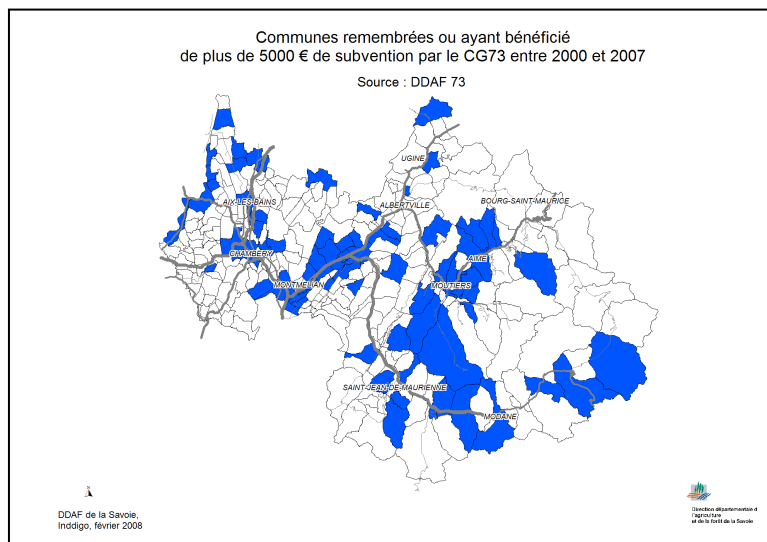 Communes remembrées ou ayant bénéficié
de plus de 5000 € de subvention par le CG73 entre 2000 et 2007
Source : DDAF 73
UGINE
AIX-LES-BAINS
ALBERTVILLE
BOURG-SAINT-MAURICE
CHAMBERY
AIME
MONTMELIAN
MOUTIERS
SAINT-JEAN-DE-MAURIENNE
MODANE
N
DDAF de la Savoie,
Inddigo, février 2008
Direction départementale d
l'agriculture
et de la forêt de la Savoie